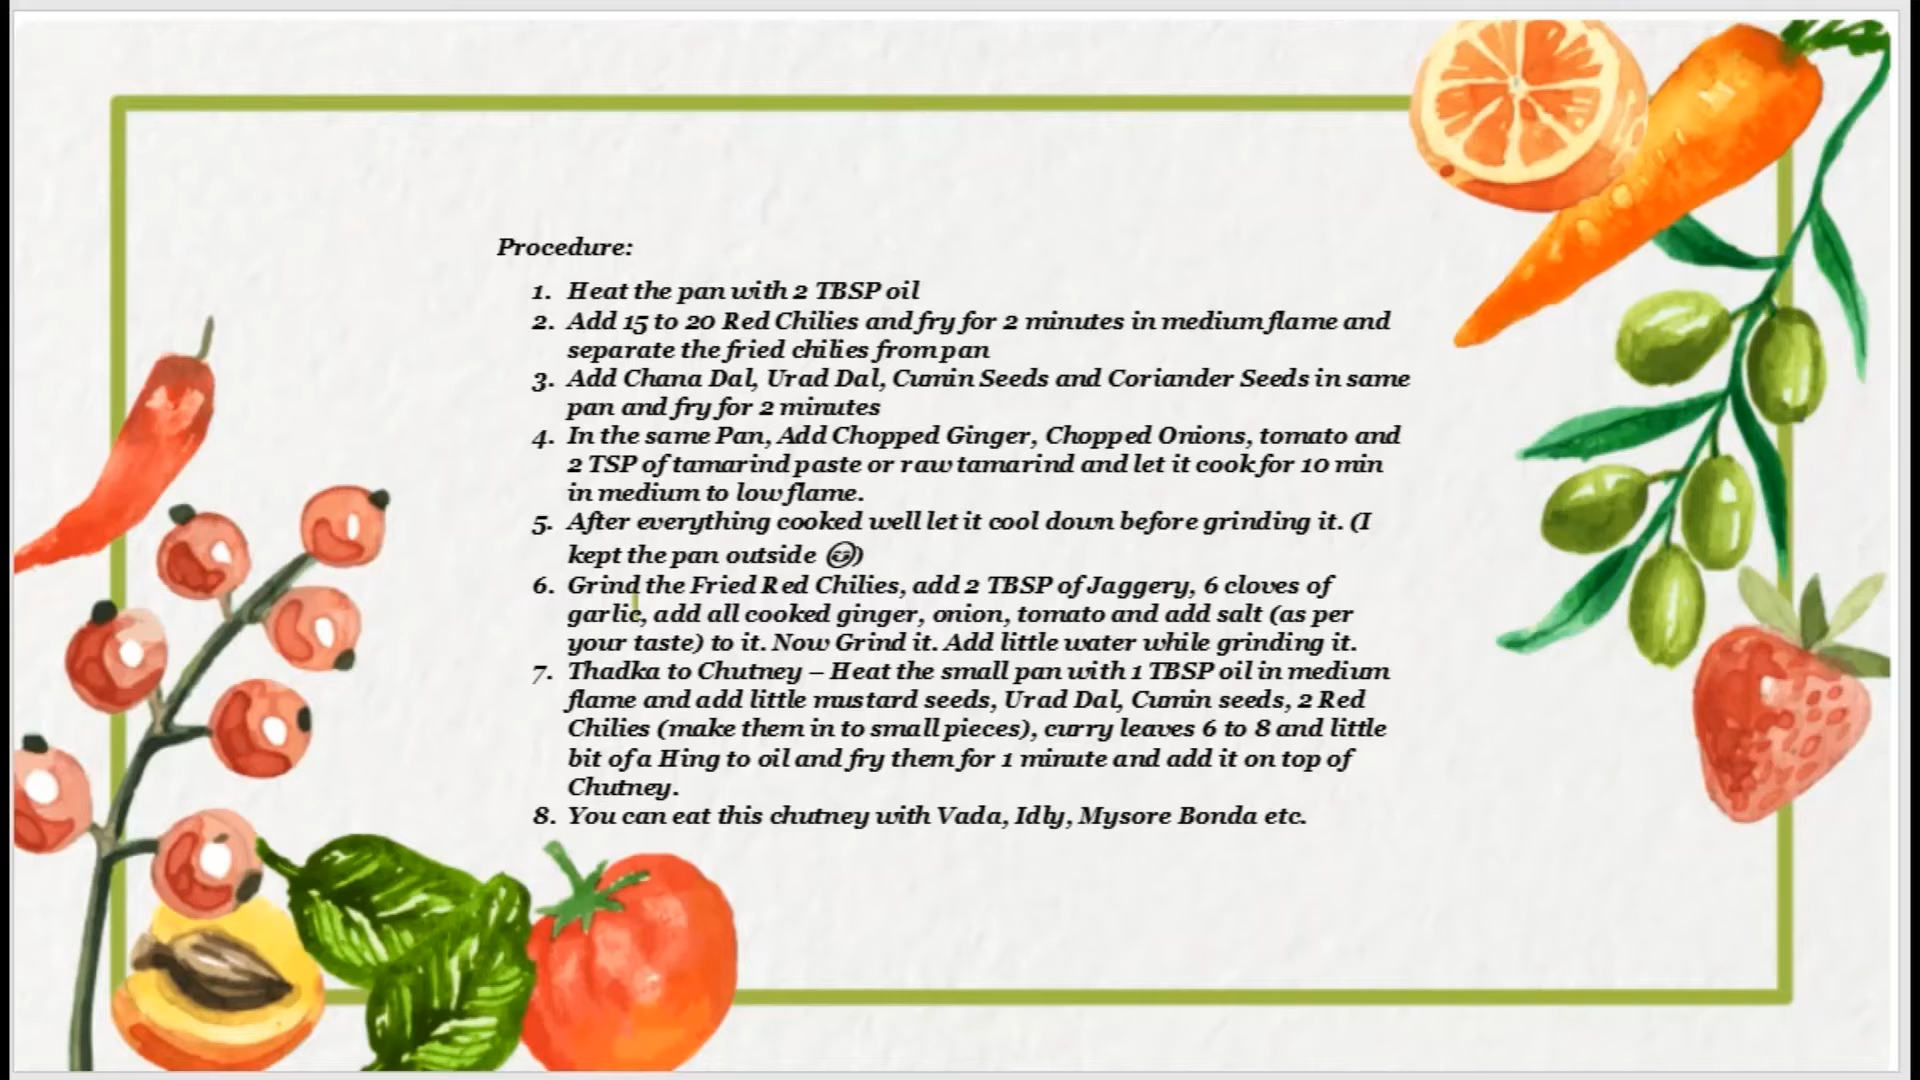 Procedure:
1. Heat the pan with 2 TBSP oil
2. Add 15 to 20 Red Chilies and fry for 2 minutes in medium flame and
separate the fried chilies from pan
3. Add Chana Dal, Urad Dal, Cumin Seeds and Coriander Seeds in same
pan and fry for 2 minutes
4. In the same Pan, Add Chopped Ginger, Chopped Onions, tomato and
2 TSP of tamarind paste or raw tamarind and let it cook for 10 min
in medium to low flame.
5. After everything cooked well let it cool down before grinding it. (I
kept the pan outside 😊)
6. Grind the Fried Red Chilies, add 2 TBSP of Jaggery, 6 cloves of
garlic, add all cooked ginger, onion, tomato and add salt (as per
your taste) to it. Now Grind it. Add little water while grinding it.
7. Thadka to Chutney – Heat the small pan with 1 TBSP oil in medium
flame and add little mustard seeds, Urad Dal, Cumin seeds, 2 Red
Chilies (make them in to small pieces), curry leaves 6 to 8 and little
bit of a Hing to oil and fry them for 1 minute and add it on top of
Chutney.
8. You can eat this chutney with Vada, Idly, Mysore Bonda etc.